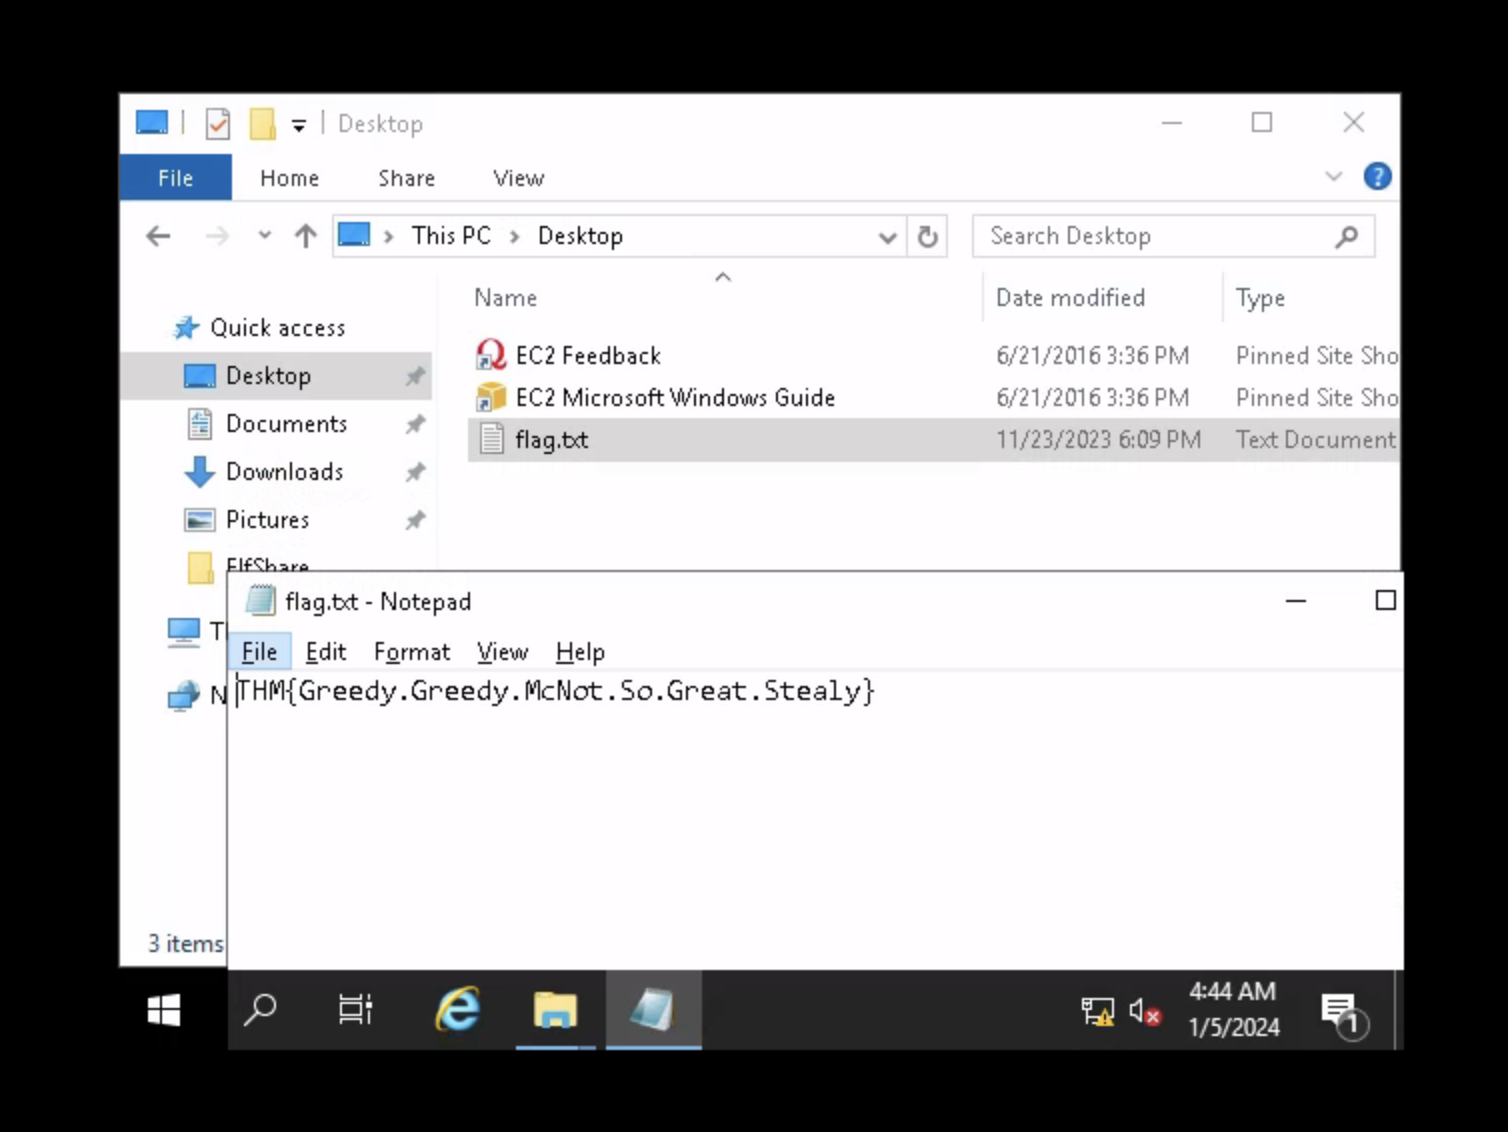 Desktop
File Home Share View
This PC Desktop Search Desktop
Name Date modified Type
Quick access
EC2 Feedback 6/21/2016 3:36 PM Pinned Site Sho
Desktop
EC2 Microsoft Windows Guide 6/21/2016 3:36 PM Pinned Site Sho
Documents
flag.txt 11/23/2023 6:09 PM Text Document
Downloads
Pictures
ElfShare
flag.txt - Notepad
T
File Edit Format View Help
N
THM{Greedy.Greedy.McNot.So.Great.Stealy}
3 items
4:44 AM
1/5/2024
1